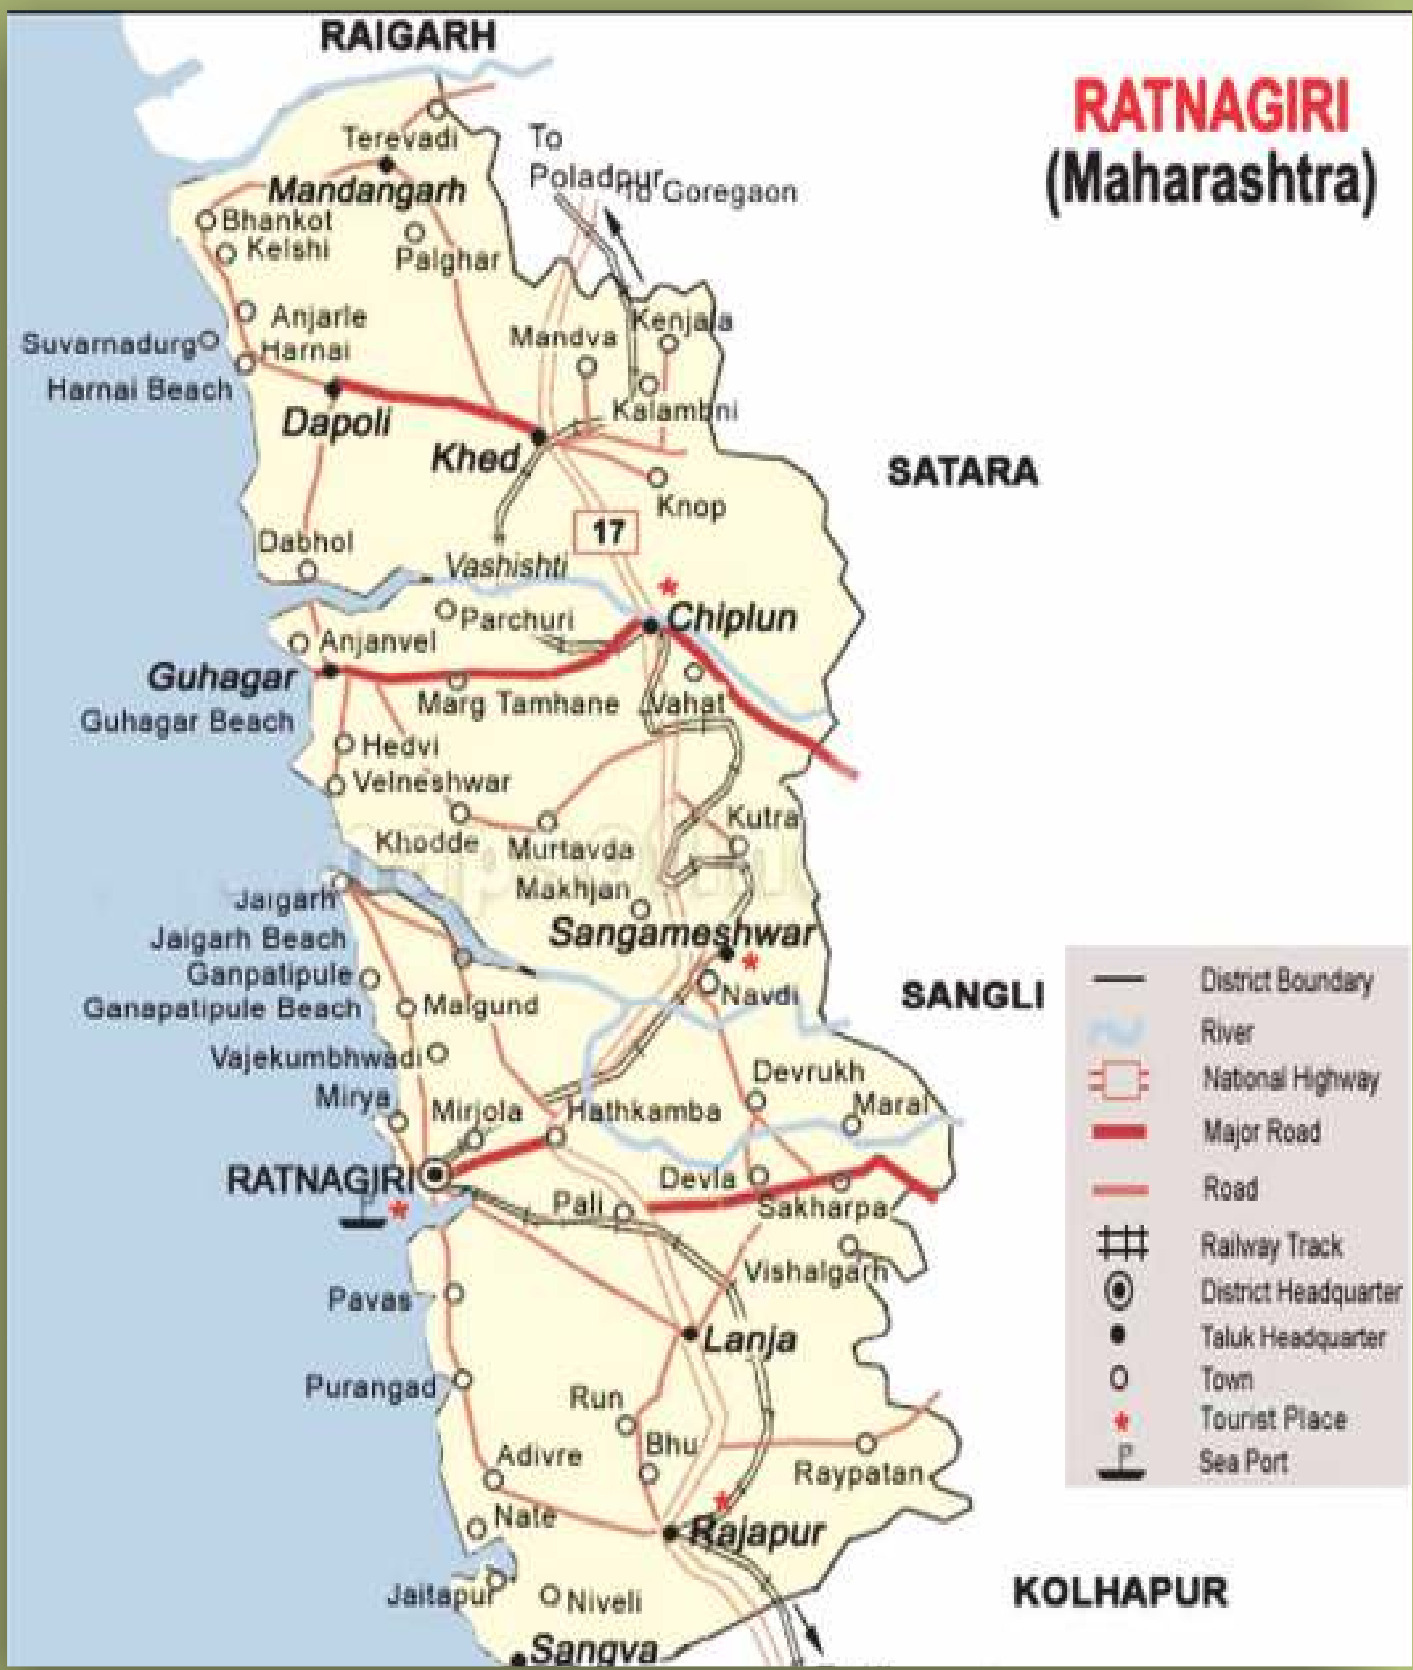 RAIGARH
RATNAGIRI
(Maharashtra)
Terevadi
To
Poladpur
To Goregaon
Mandangarh
Bhankot
Kelshi
Palghar
Anjarle
Suvarnadurg
Harnai
Mandva
Kenjala
Harnai Beach
Dapoli
Kalambni
Khed
SATARA
Knop
17
Dabhol
Vashishti
Parchuri
Chiplun
Anjanvel
Guhagar
Marg Tamhane
Vahat
Guhagar Beach
Hedvi
Velneshwar
Kutra
Khodde
Murtavda
Makhjan
Jaigarh
Sangameshwar
Jaigarh Beach
Ganpatipule
Navdi
SANGLI
Ganapatipule Beach
Malgund
Vajekumbhwadi
Devrukh
Mirya
Mirjola
Hathkamba
Maral
RATNAGIRI
Devla
Pali
Sakharpa
Vishalgarh
Pavas
Lanja
Purangad
Run
Bhu
Adivre
Raypatan
Nate
Rajapur
Jaitapur
Niveli
KOLHAPUR
Sangva
District Boundary
River
National Highway
Major Road
Road
Railway Track
District Headquarter
Taluk Headquarter
Town
Tourist Place
Sea Port